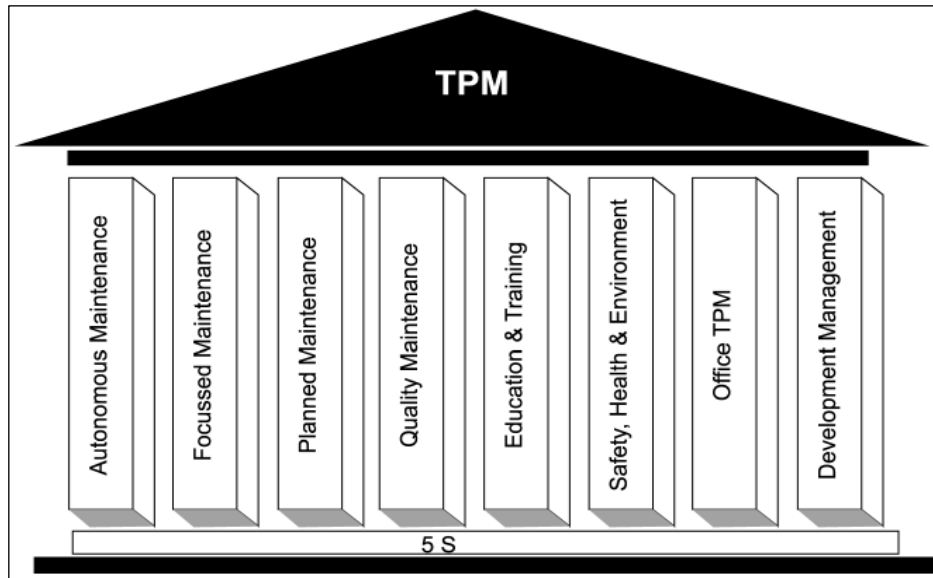 TPM
Autonomous Maintenance
Focussed Maintenance
Planned Maintenance
Quality Maintenance
Education & Training
Safety, Health & Environment
Office TPM
Development Management
5 S